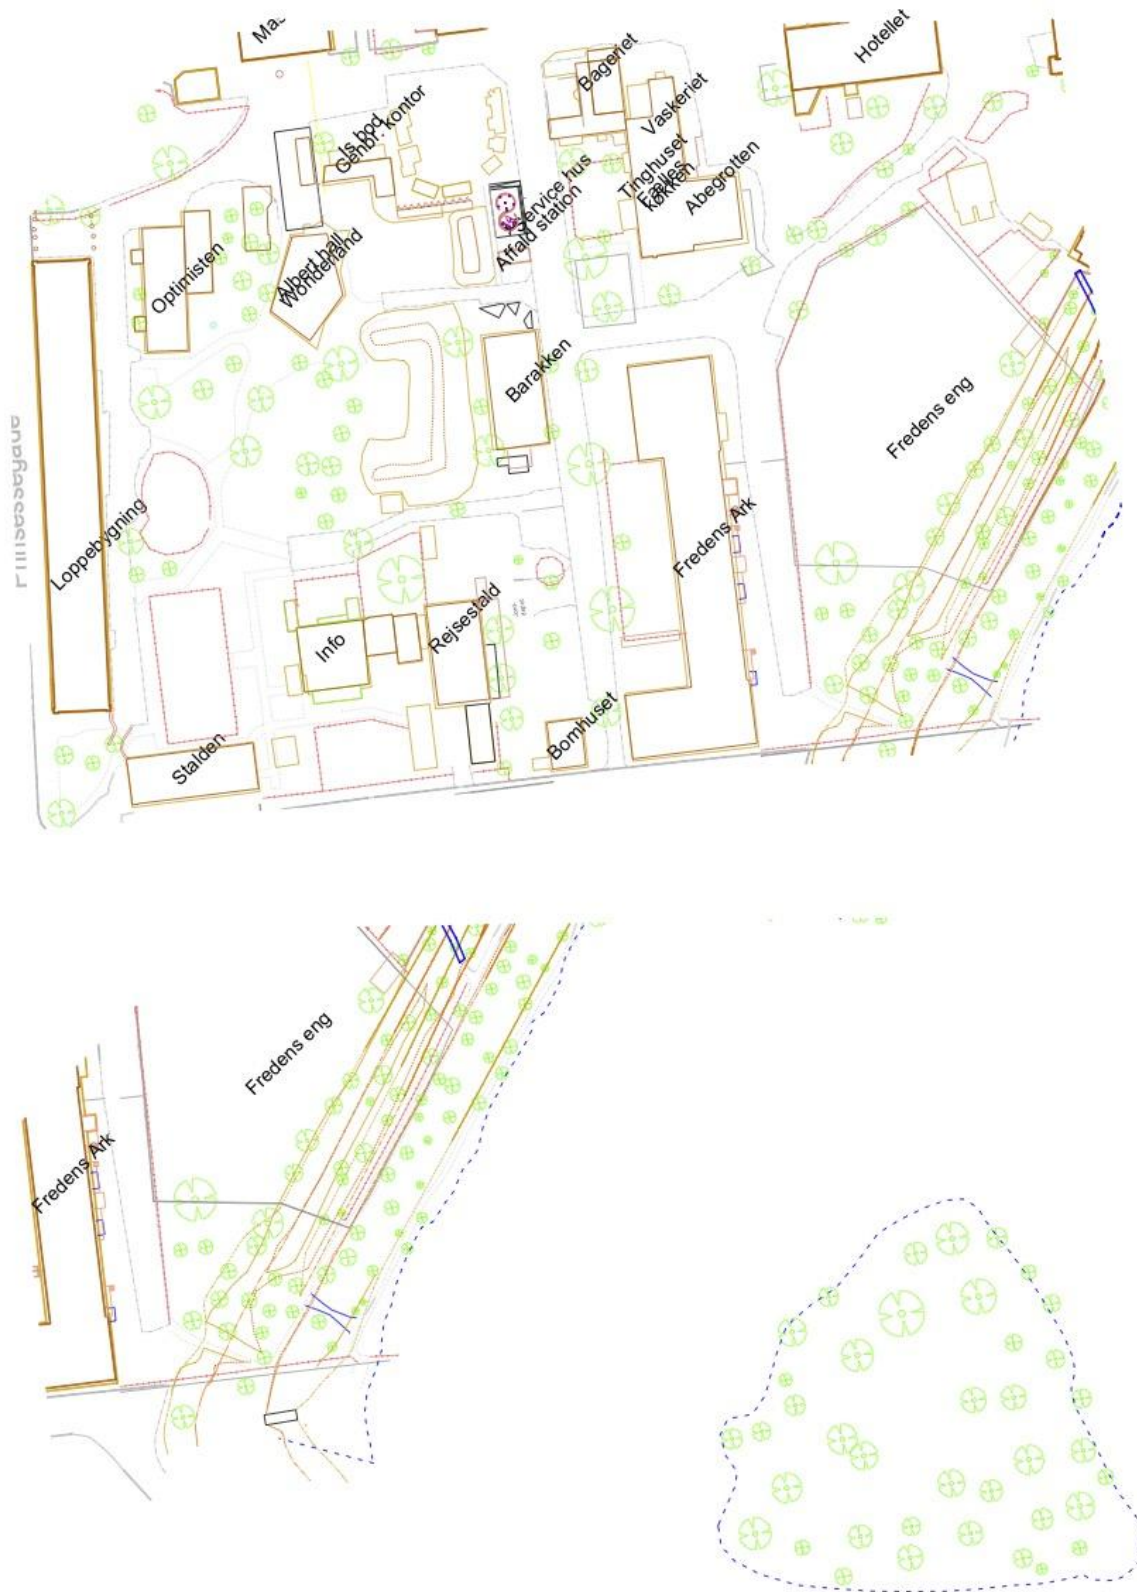 Hotellet
Bageriet
Vaskeriet
Is bod
Genbr. kontor
Tinghuset
Fælles
køkken
Abegrotten
Service hus
Affald station
Optimisten
Albert hall
Wonderland
Barakken
Fredens eng
Loppebygning
Fredens Ark
Rejsestald
Info
Bomhuset
Stalden
Fredens eng
Fredens Ark